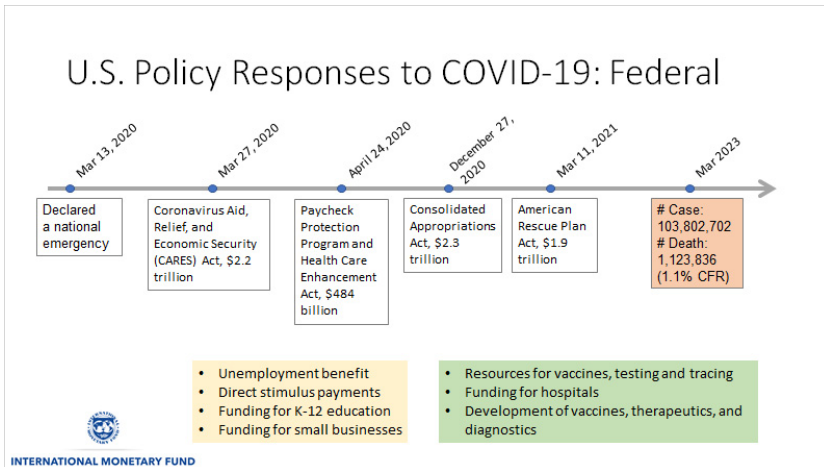 U.S. Policy Responses to COVID-19: Federal
Mar 13, 2020
Mar 27, 2020
April 24, 2020
December 27,
2020
Mar 11, 2021
Mar 2023
Declared
a national
emergency
Coronavirus Aid,
Relief, and
Economic Security
(CARES) Act, $2.2
trillion
Paycheck
Protection
Program and
Health Care
Enhancement
Act, $484
billion
Consolidated
Appropriations
Act, $2.3
trillion
American
Rescue Plan
Act, $1.9
trillion
# Case:
103,802,702
# Death:
1,123,836
(1.1% CFR)
• Unemployment benefit
• Direct stimulus payments
• Funding for K-12 education
• Funding for small businesses
• Resources for vaccines, testing and tracing
• Funding for hospitals
• Development of vaccines, therapeutics, and
diagnostics
INTERNATIONAL MONETARY FUND